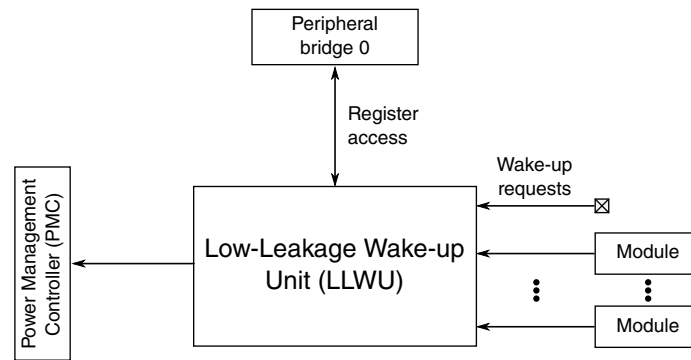 Peripheral
bridge 0
Register
access
Wake-up
requests
Power Management
Controller (PMC)
Low-Leakage Wake-up
Unit (LLWU)
Module
Module